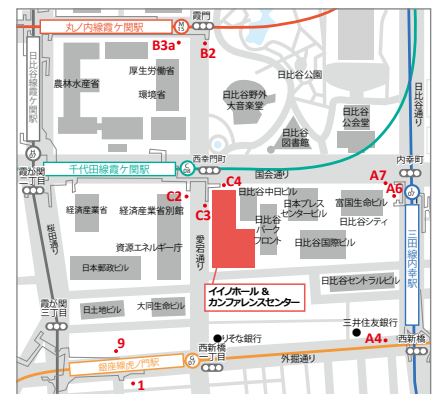 霞門
丸ノ内線霞ケ関駅
M
15
B3a
B2
日比谷線霞ケ関駅
農林水産省
厚生労働省
環境省
日比谷公園
日比谷野外
大音楽堂
日比谷
公会堂
日比谷
図書館
日比谷通り
千代田線霞ケ関駅
C
08
西幸門町
国会通り
内幸町
霞が関
二丁目
C4
A7
A6
C2
C3
経済産業省
経済産業省別館
日比谷中日ビル
日本プレス
センタービル
富国生命ビル
日比谷シティ
日比谷
パーク
フロント
日比谷国際ビル
桜田通り
愛宕通り
資源エネルギー庁
日本郵政ビル
三田線内幸駅
日比谷セントラルビル
イイノホール &
カンファレンスセンター
霞が関
三丁目
日土地ビル
大同生命ビル
りそな銀行
三井住友銀行
西新橋
一丁目
A4
西新橋
外堀通り
9
銀座線虎ノ門駅
G
07
1